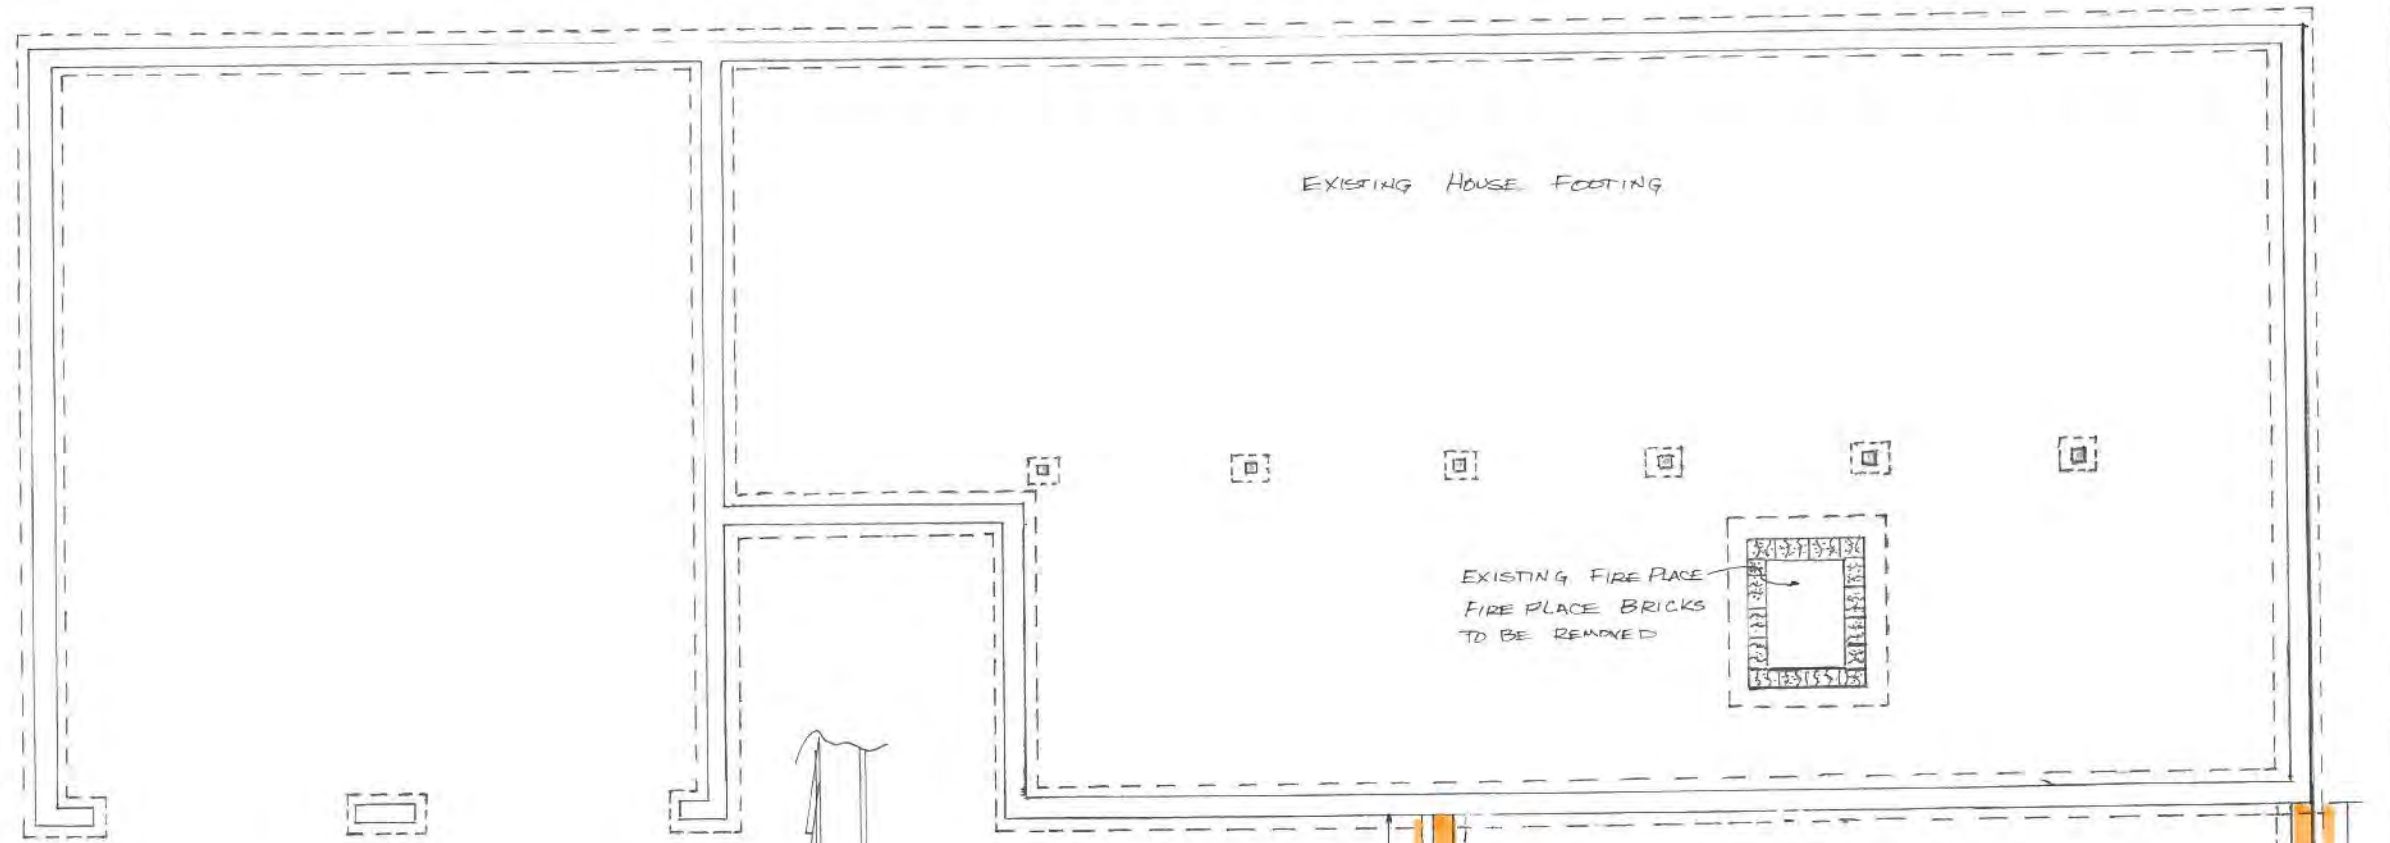 EXISTING HOUSE FOOTING
EXISTING FIRE PLACE
FIRE PLACE BRICKS
TO BE REMOVED